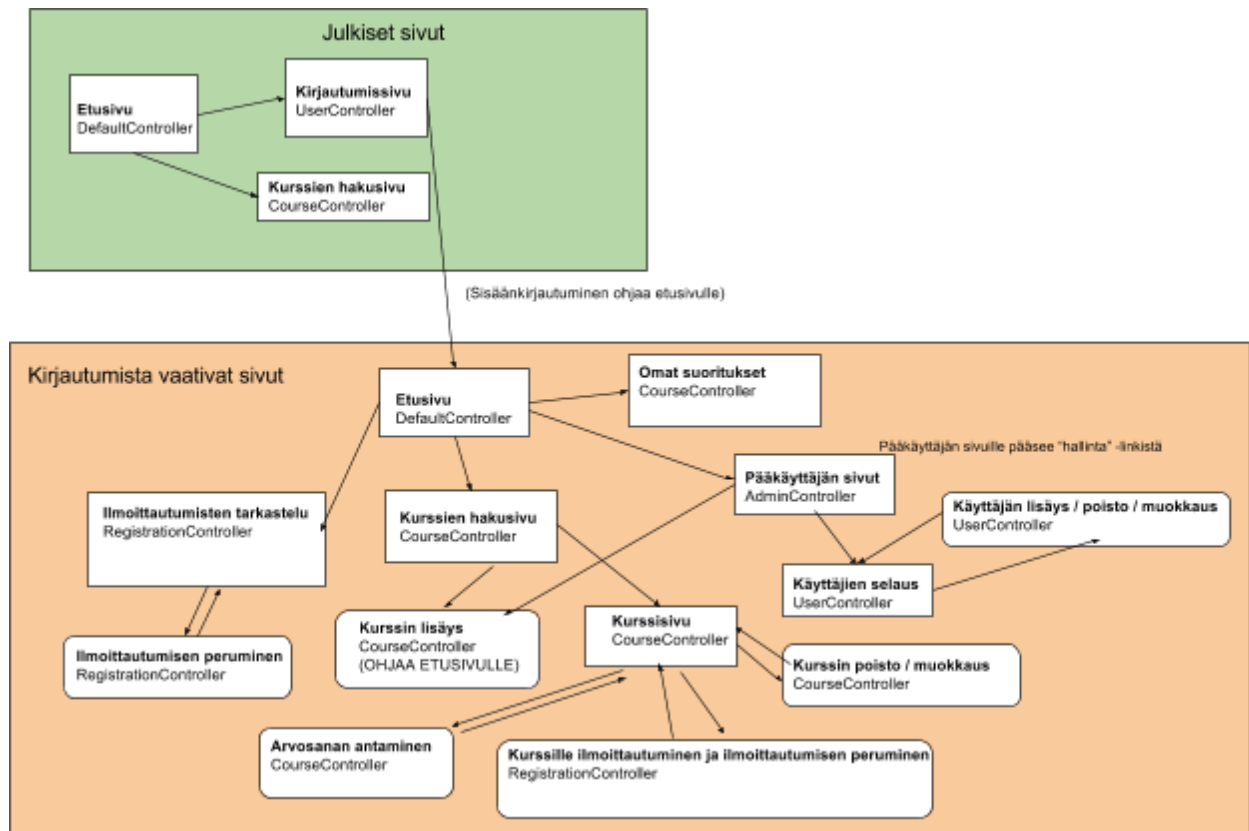 Julkiset sivut
Etusivu
DefaultController
Kirjautumissivu
UserController
Kurssien hakusivu
CourseController
(Sisäänkirjautuminen ohjaa etusivulle)
Kirjautumista vaativat sivut
Etusivu
DefaultController
Omat suoritukset
CourseController
Pääkäyttäjän sivuille pääsee "hallinta" -linkistä
Pääkäyttäjän sivut
AdminController
Ilmoittautumisten tarkastelu
RegistrationController
Kurssien hakusivu
CourseController
Käyttäjän lisäys / poisto / muokkaus
UserController
Käyttäjien selaus
UserController
Kurssin lisäys
CourseController
(OHJAA ETUSIVULLE)
Kurssisivu
CourseController
Ilmoittautumisen peruminen
RegistrationController
Kurssin poisto / muokkaus
CourseController
Arvosanan antaminen
CourseController
Kurssille ilmoittautuminen ja ilmoittautumisen peruminen
RegistrationController